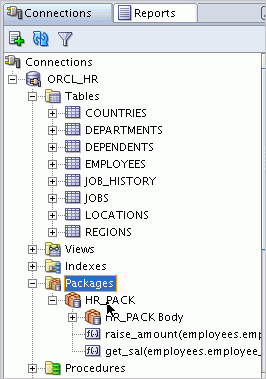 Connections
Reports
Connections
ORCL_HR
Tables
COUNTRIES
DEPARTMENTS
DEPENDENTS
EMPLOYEES
JOB_HISTORY
JOBS
LOCATIONS
REGIONS
Views
Indexes
Packages
HR_PACK
HR_PACK Body
raise_amount(employees.emp
get_sal(employees.employee_
Procedures